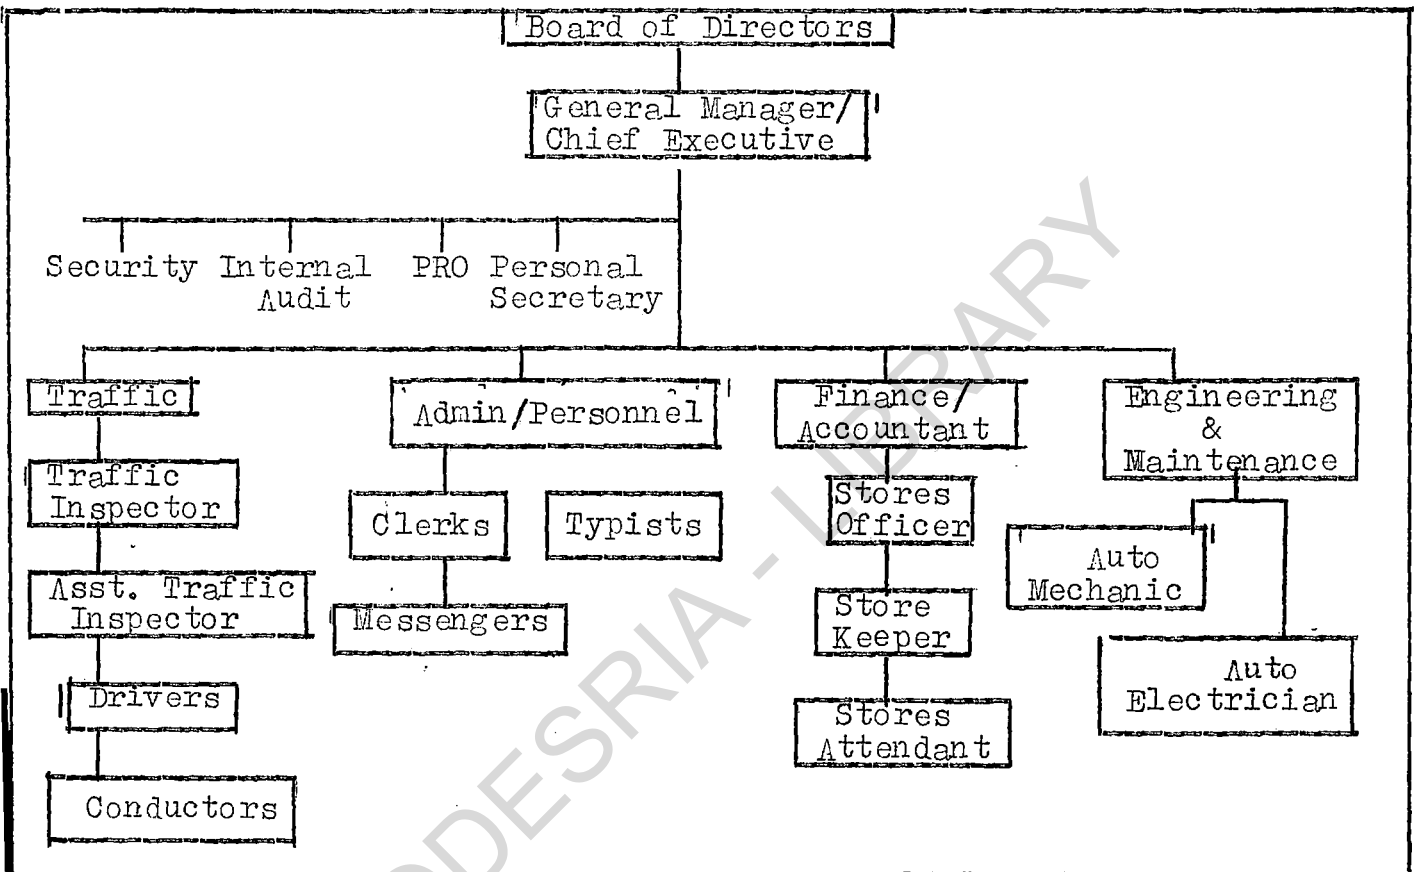 Board of Directors
General Manager/
Chief Executive
Security
Internal
Audit
PRO
Personal
Secretary
Traffic
Admin/Personnel
Finance/
Accountant
Engineering
&
Maintenance
Traffic
Inspector
Clerks
Typists
Stores
Officer
Auto
Mechanic
Asst. Traffic
Inspector
Messengers
Store
Keeper
Drivers
Auto
Electrician
Stores
Attendant
Conductors
ODESRIA - LIBRARY